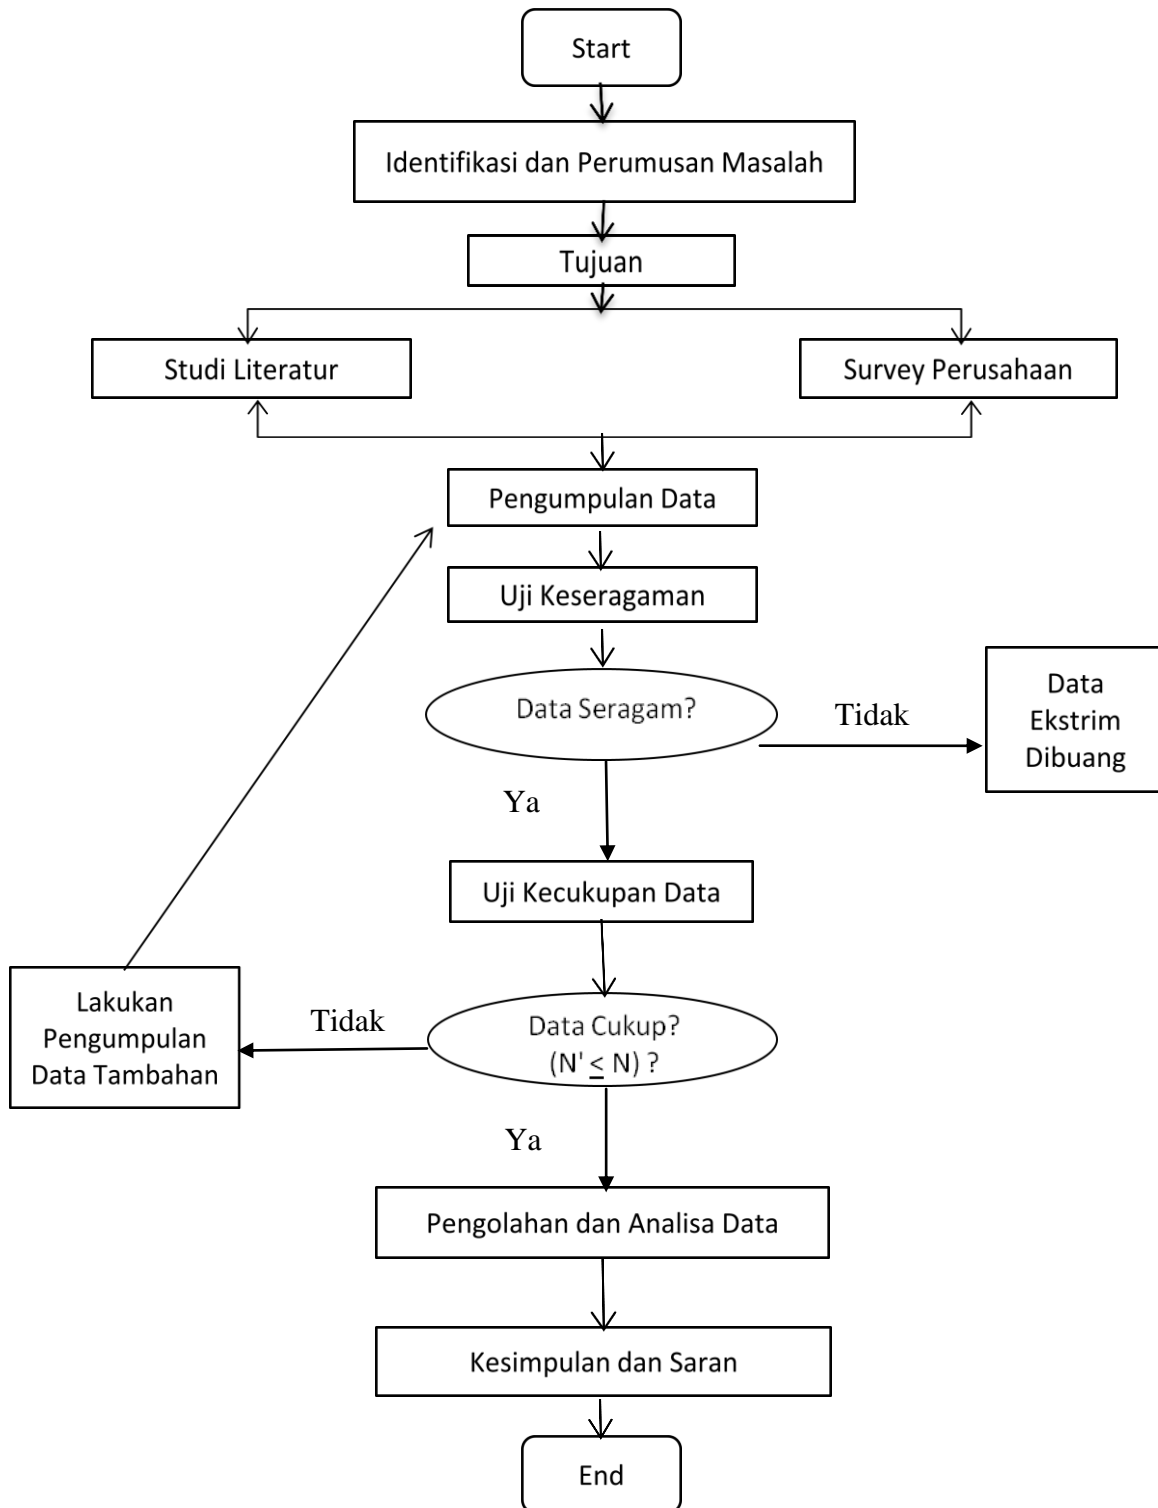 Start
Identifikasi dan Perumusan Masalah
Tujuan
Studi Literatur
Survey Perusahaan
Pengumpulan Data
Uji Keseragaman
Data Seragam?
Tidak
Data
Ekstrim
Dibuang
Ya
Uji Kecukupan Data
Lakukan
Pengumpulan
Data Tambahan
Tidak
Data Cukup?
(N' ≤ N) ?
Ya
Pengolahan dan Analisa Data
Kesimpulan dan Saran
End